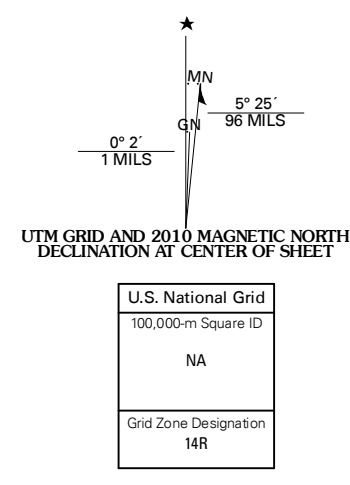 MN
GN
5° 25´
96 MILS
0° 2´
1 MILS
UTM GRID AND 2010 MAGNETIC NORTH
DECLINATION AT CENTER OF SHEET
U.S. National Grid
100,000-m Square ID
NA
Grid Zone Designation
14R